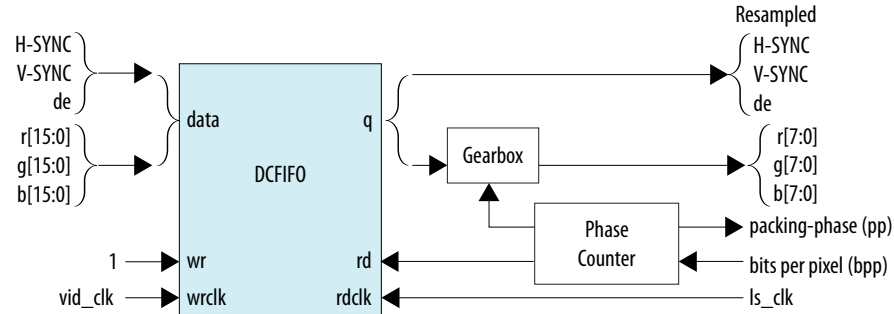 Resampled
H-SYNC
V-SYNC
de
r[15:0]
g[15:0]
b[15:0]
data
q
DCFIFO
wr
rd
wrclk
rdclk
1
vid_clk
Gearbox
Phase
Counter
H-SYNC
V-SYNC
de
r[7:0]
g[7:0]
b[7:0]
packing-phase (pp)
bits per pixel (bpp)
ls_clk